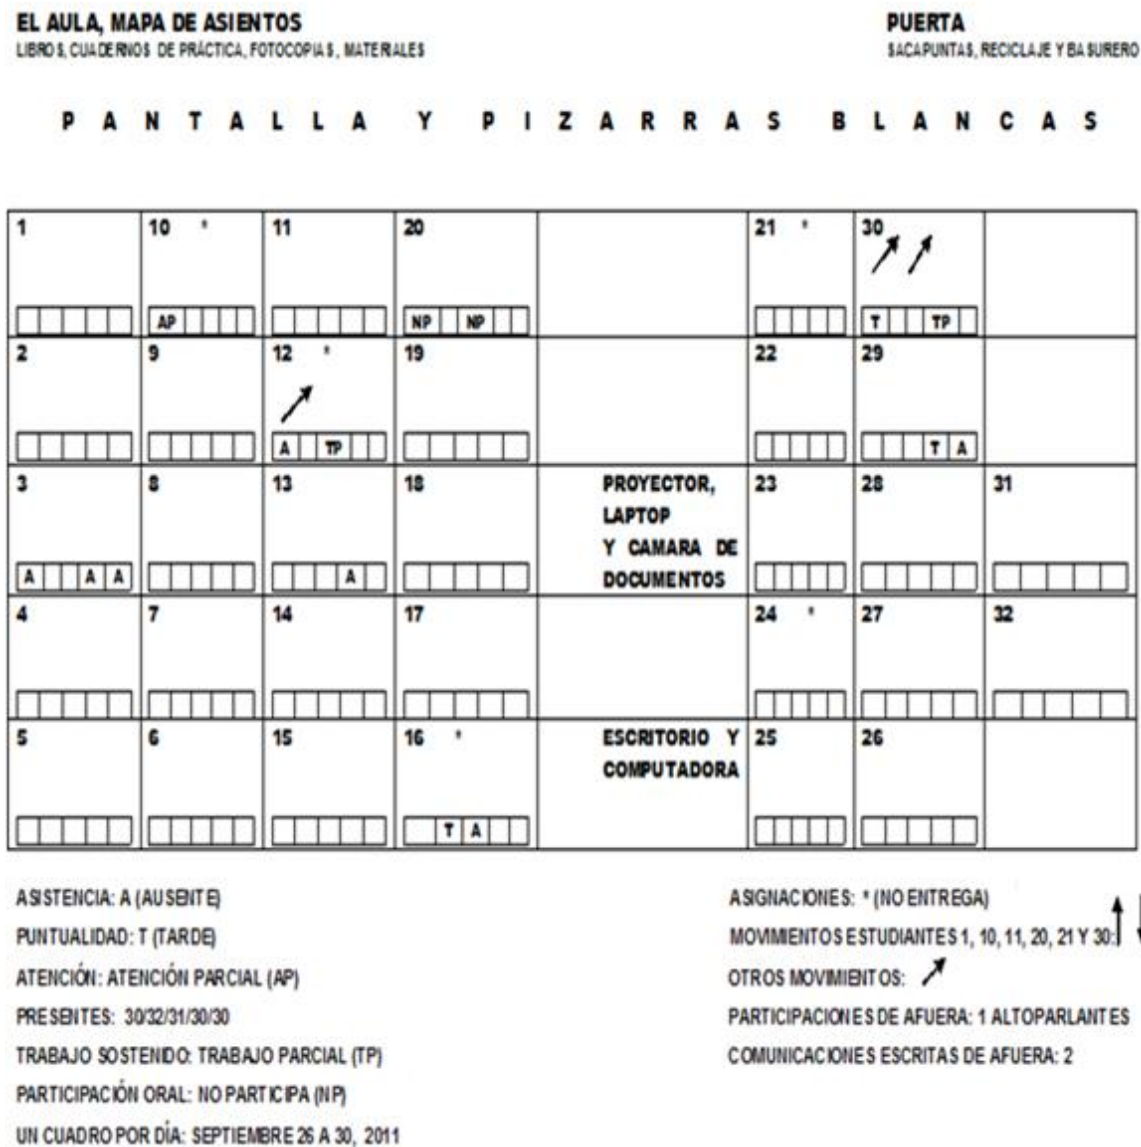 EL AULA, MAPA DE ASIENTOS
LIBROS, CUADERNOS DE PRÁCTICA, FOTOCOPIAS, MATERIALES
PUERTA
SACAPUNTAS, RECICLAJE Y BASURERO
PANTALLA Y PIZARRAS BLANCAS
1 10 * 11 20 21 * 30
AP NP NP T TP
2 9 12 * 19 22 29
A TP T A
3 8 13 18 PROYECTOR, 23 28 31
LAPTOP
Y CAMARA DE
DOCUMENTOS
A A A A
4 7 14 17 24 * 27 32
5 6 15 16 * ESCRITORIO Y 25 26
COMPUTADORA
T A
ASISTENCIA: A (AUSENTE)
PUNTUALIDAD: T (TARDE)
ATENCIÓN: ATENCIÓN PARCIAL (AP)
PRESENTES: 30/32/31/30/30
TRABAJO SOSTENIDO: TRABAJO PARCIAL (TP)
PARTICIPACIÓN ORAL: NO PARTICIPA (NP)
UN CUADRO POR DÍA: SEPTIEMBRE 26 A 30, 2011
ASIGNACIONES: * (NO ENTREGA)
MOVIMIENTOS ESTUDIANTES 1, 10, 11, 20, 21 Y 30:
OTROS MOVIMIENTOS:
PARTICIPACIONES DE AFUERA: 1 ALTOPARLANTES
COMUNICACIONES ESCRITAS DE AFUERA: 2